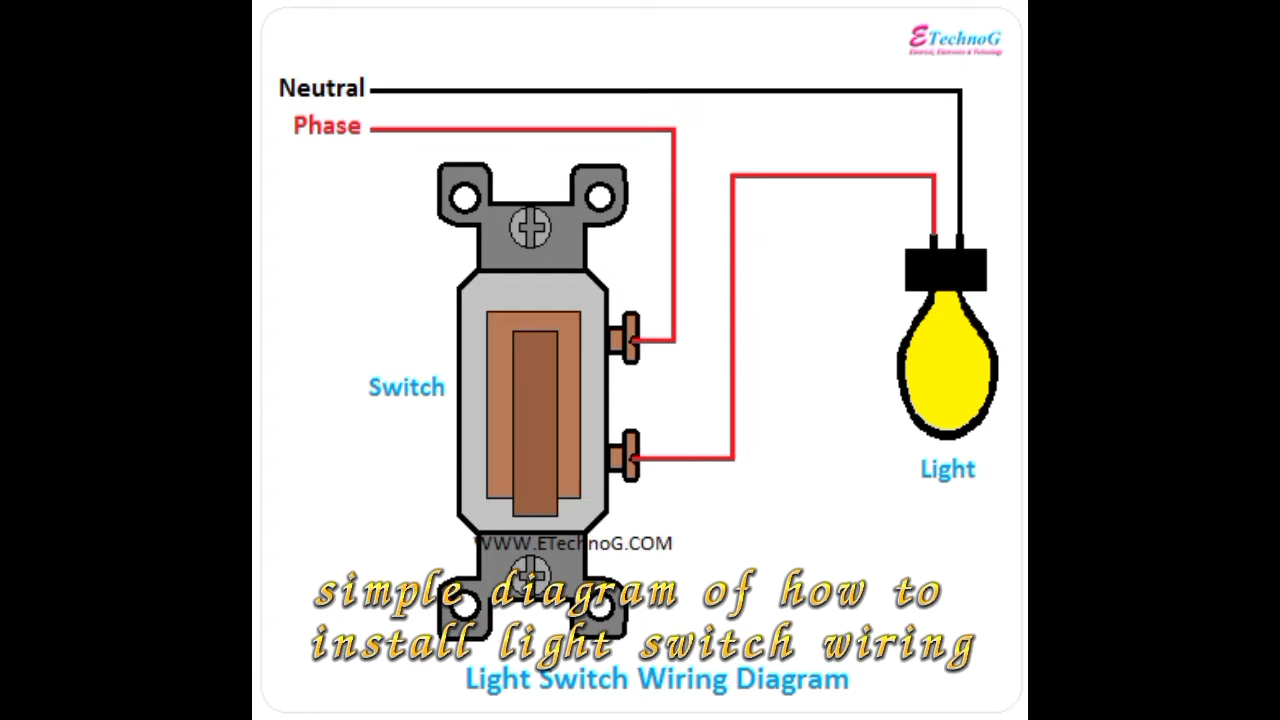 ETechnoG
Electrical, Electronics & Technology
Neutral
Phase
Switch
Light
WWW.ETechnoG.COM
simple diagram of how to
install light switch wiring
Light Switch Wiring Diagram